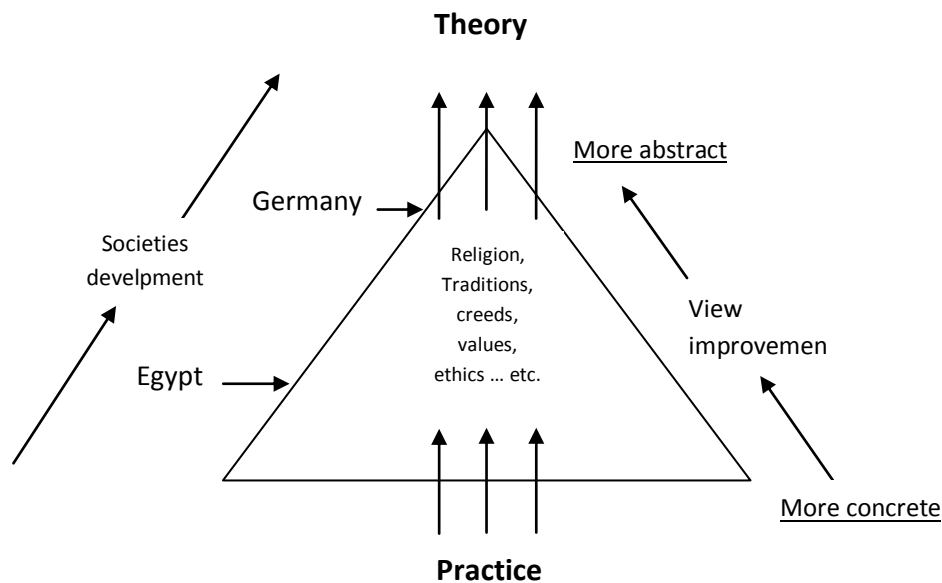 Theory
More abstract
Germany
Societies
develpment
Religion,
Traditions,
creeds,
values,
ethics ... etc.
View
improvemen
Egypt
More concrete
Practice